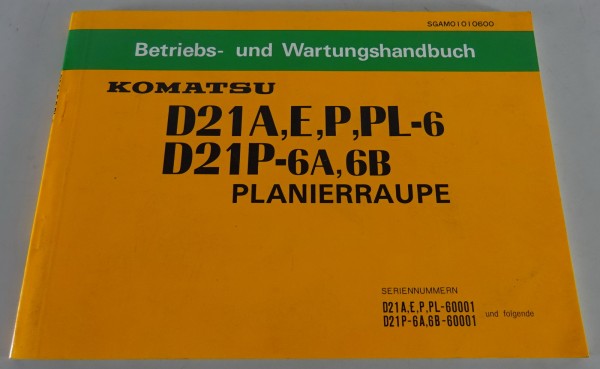 SGAM01010600
Betriebs- und Wartungshandbuch
KOMATSU
D21A,E,P,PL-6
D21P-6A,6B
PLANIERRAUPE
SERIENNUMMERN
D21A,E,P,PL-60001
D21P-6A,6B-60001
und folgende